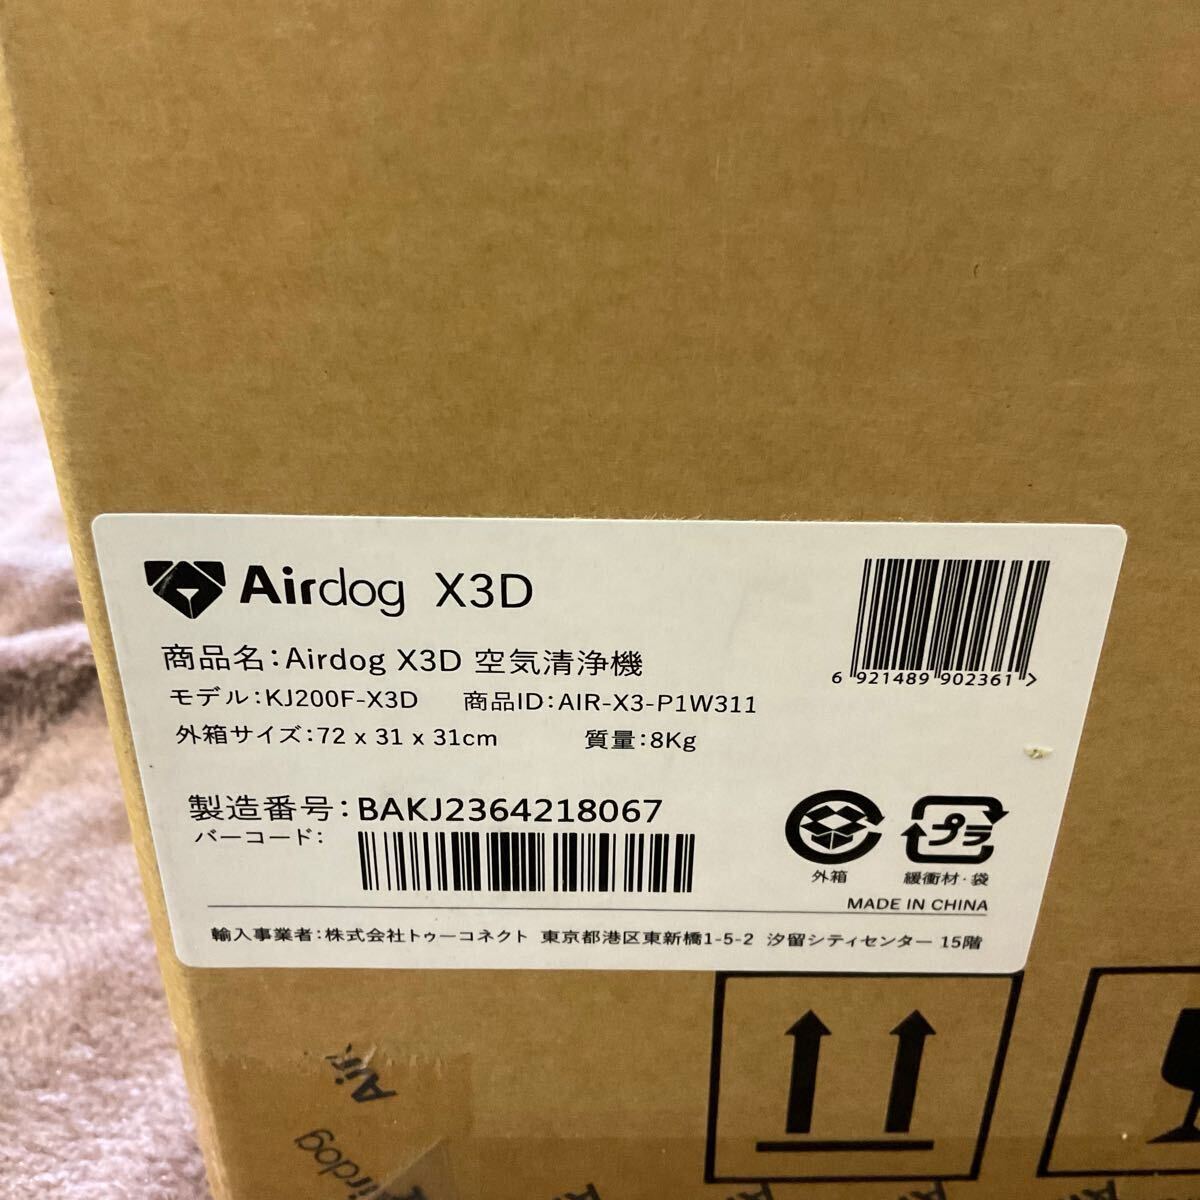 Airdog X3D
商品名:Airdog X3D 空気清浄機
モデル:KJ200F-X3D 商品ID:AIR-X3-P1W311
外箱サイズ:72 x 31 x 31cm 質量:8Kg
6 921489 902361 >
製造番号:BAKJ2364218067
バーコード:
プラ
外箱 緩衝材・袋
MADE IN CHINA
輸入事業者:株式会社トゥーコネクト 東京都港区東新橋1-5-2 汐留シティセンター 15階
Air
Airdog